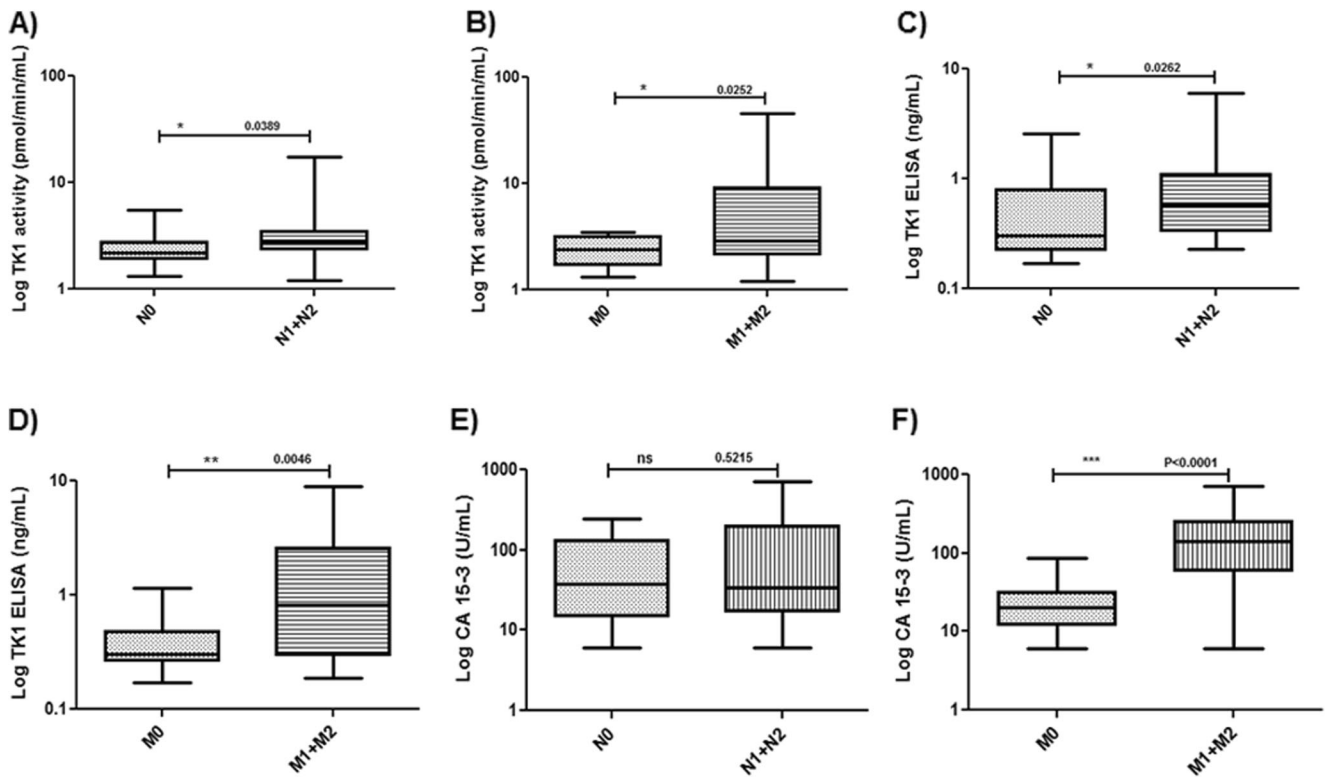 A)
Log TK1 activity (pmol/min/mL)
100
10
1
* 0.0389
N0
N1+N2
B)
Log TK1 activity (pmol/min/mL)
100
10
1
* 0.0252
M0
M1+M2
C)
Log TK1 ELISA (ng/mL)
10
1
0.1
* 0.0262
N0
N1+N2
D)
Log TK1 ELISA (ng/mL)
10
1
0.1
** 0.0046
M0
M1+M2
E)
Log CA 15-3 (U/mL)
1000
100
10
1
ns 0.5215
N0
N1+N2
F)
Log CA 15-3 (U/mL)
1000
100
10
1
*** P<0.0001
M0
M1+M2